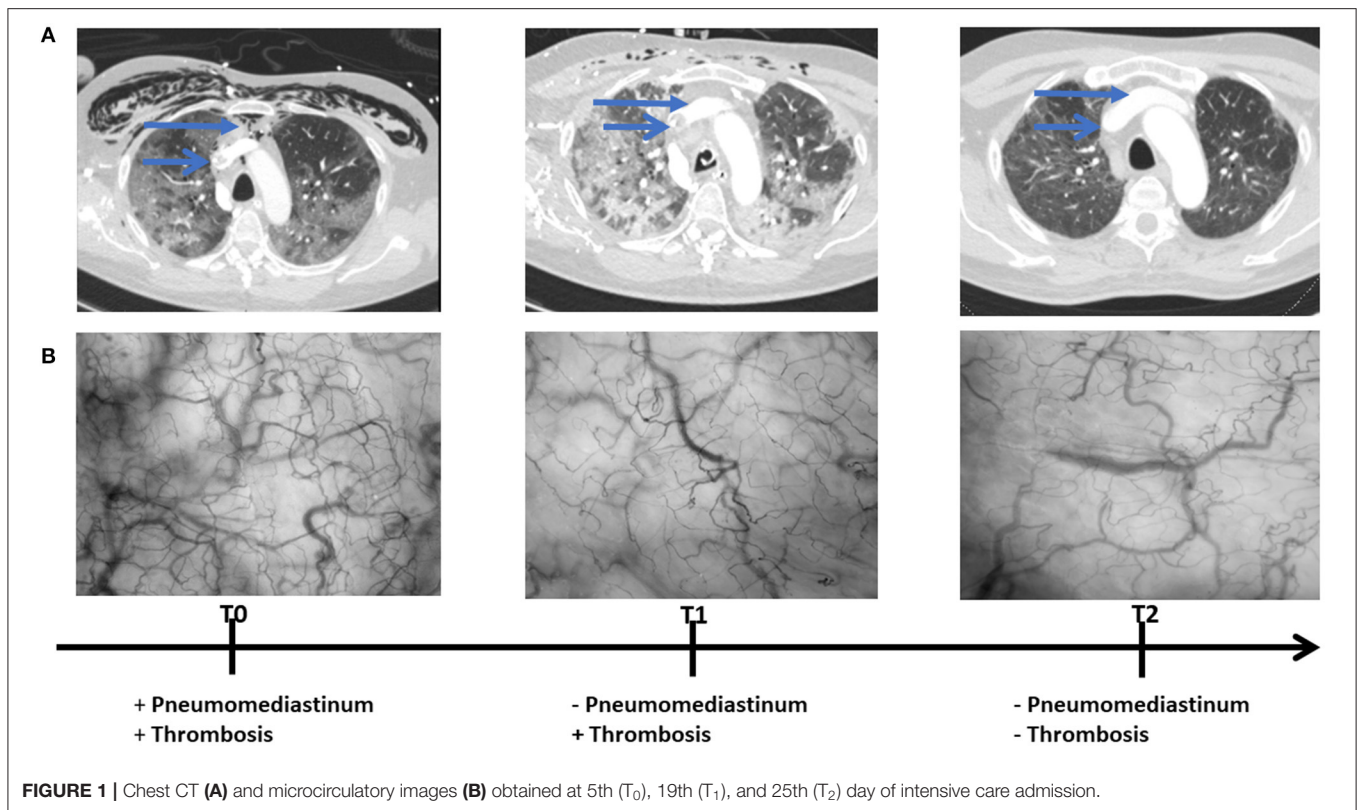 A
B
T0 T1 T2
+ Pneumomediastinum - Pneumomediastinum - Pneumomediastinum
+ Thrombosis + Thrombosis - Thrombosis
FIGURE 1 | Chest CT (A) and microcirculatory images (B) obtained at 5th (T₀), 19th (T₁), and 25th (T₂) day of intensive care admission.